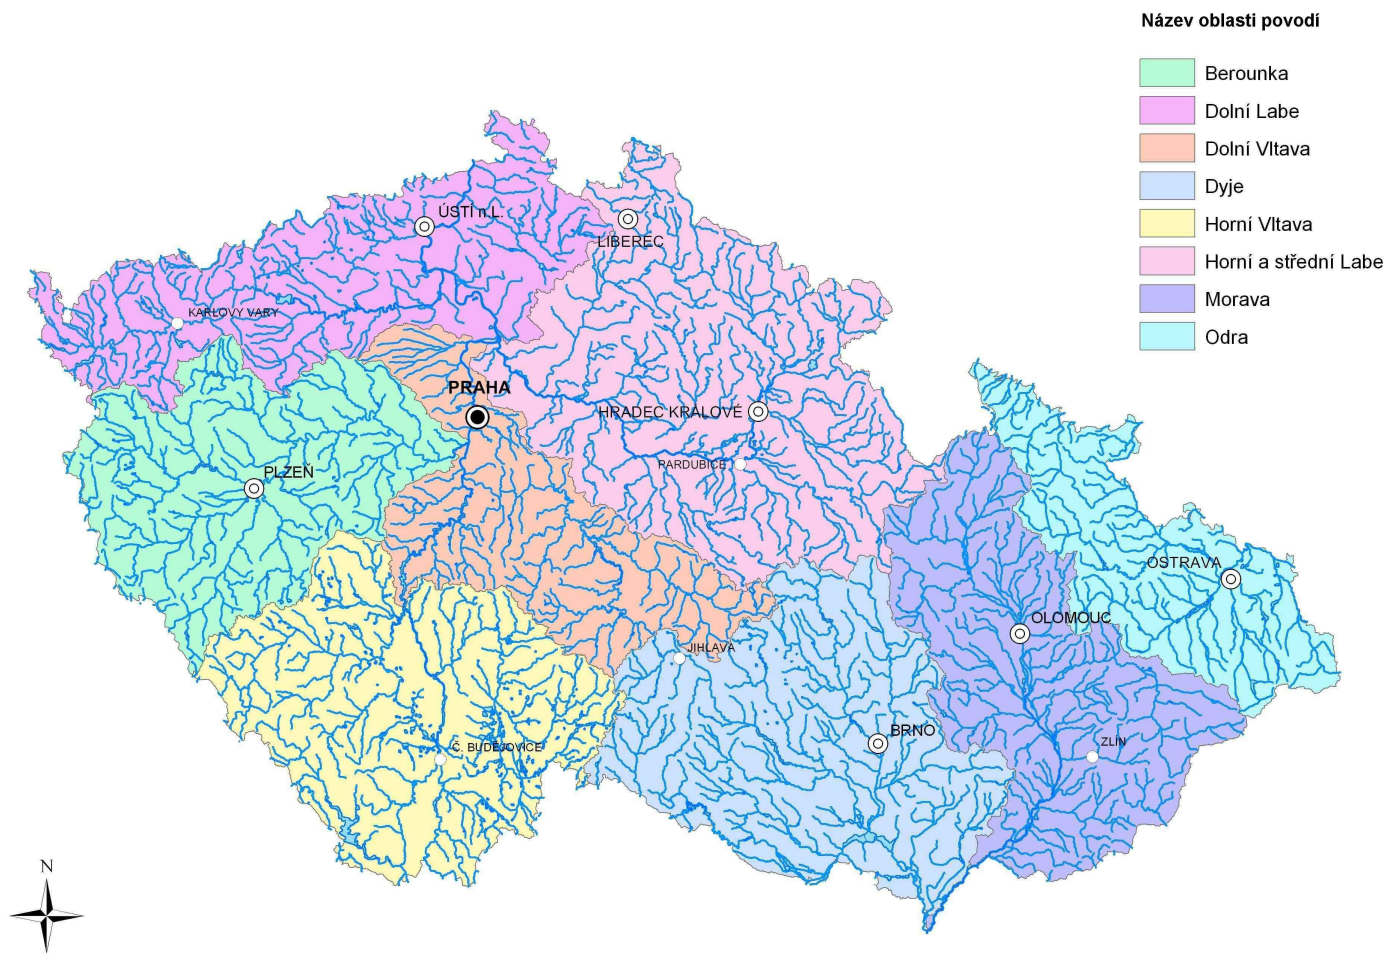 Název oblasti povodí
Berounka
Dolní Labe
Dolní Vltava
Dyje
Horní Vltava
Horní a střední Labe
Morava
Odra
ÚSTÍ n.L.
LIBEREC
KARLOVY VARY
PRAHA
HRADEC KRÁLOVÉ
PARDUBICE
PLZEŇ
OSTRAVA
OLOMOUC
JIHLAVA
BRNO
ZLÍN
Č. BUDĚJOVICE
N